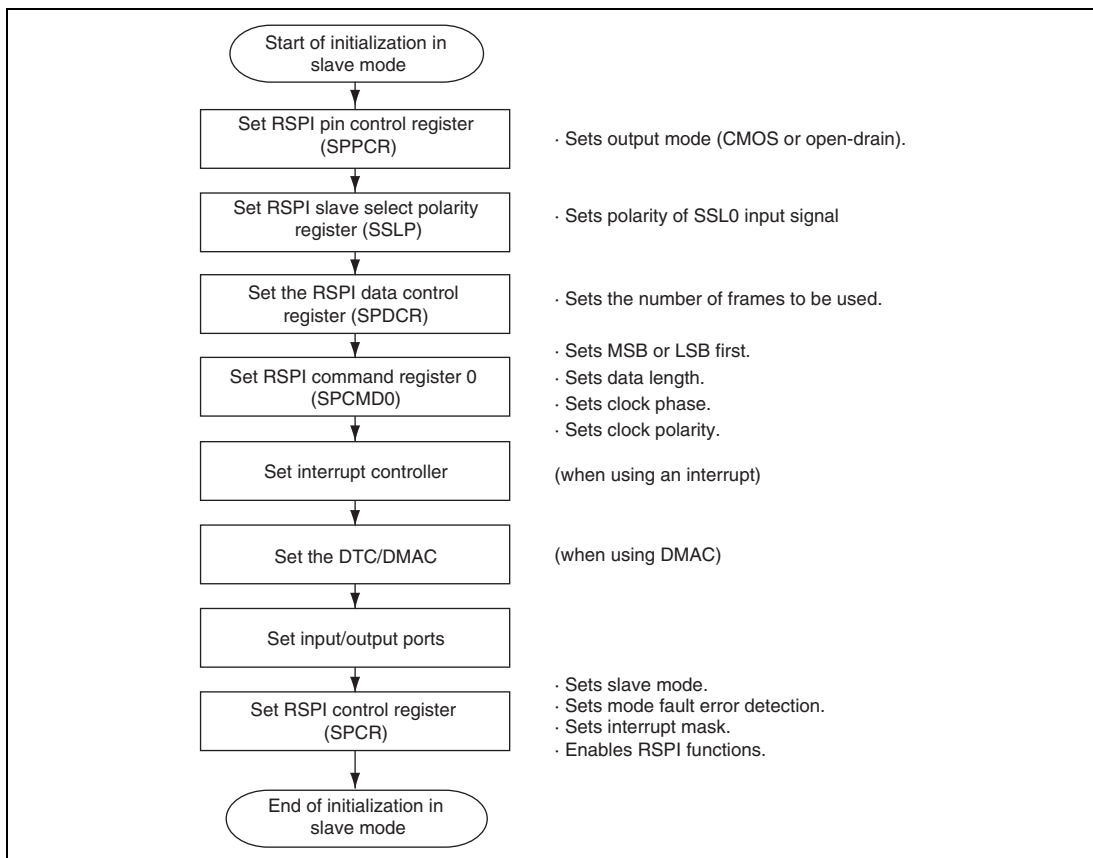 Start of initialization in
slave mode
Set RSPI pin control register
(SPPCR)
· Sets output mode (CMOS or open-drain).
Set RSPI slave select polarity
register (SSLP)
· Sets polarity of SSL0 input signal
Set the RSPI data control
register (SPDCR)
· Sets the number of frames to be used.
Set RSPI command register 0
(SPCMD0)
· Sets MSB or LSB first.
· Sets data length.
· Sets clock phase.
· Sets clock polarity.
Set interrupt controller
(when using an interrupt)
Set the DTC/DMAC
(when using DMAC)
Set input/output ports
Set RSPI control register
(SPCR)
· Sets slave mode.
· Sets mode fault error detection.
· Sets interrupt mask.
· Enables RSPI functions.
End of initialization in
slave mode